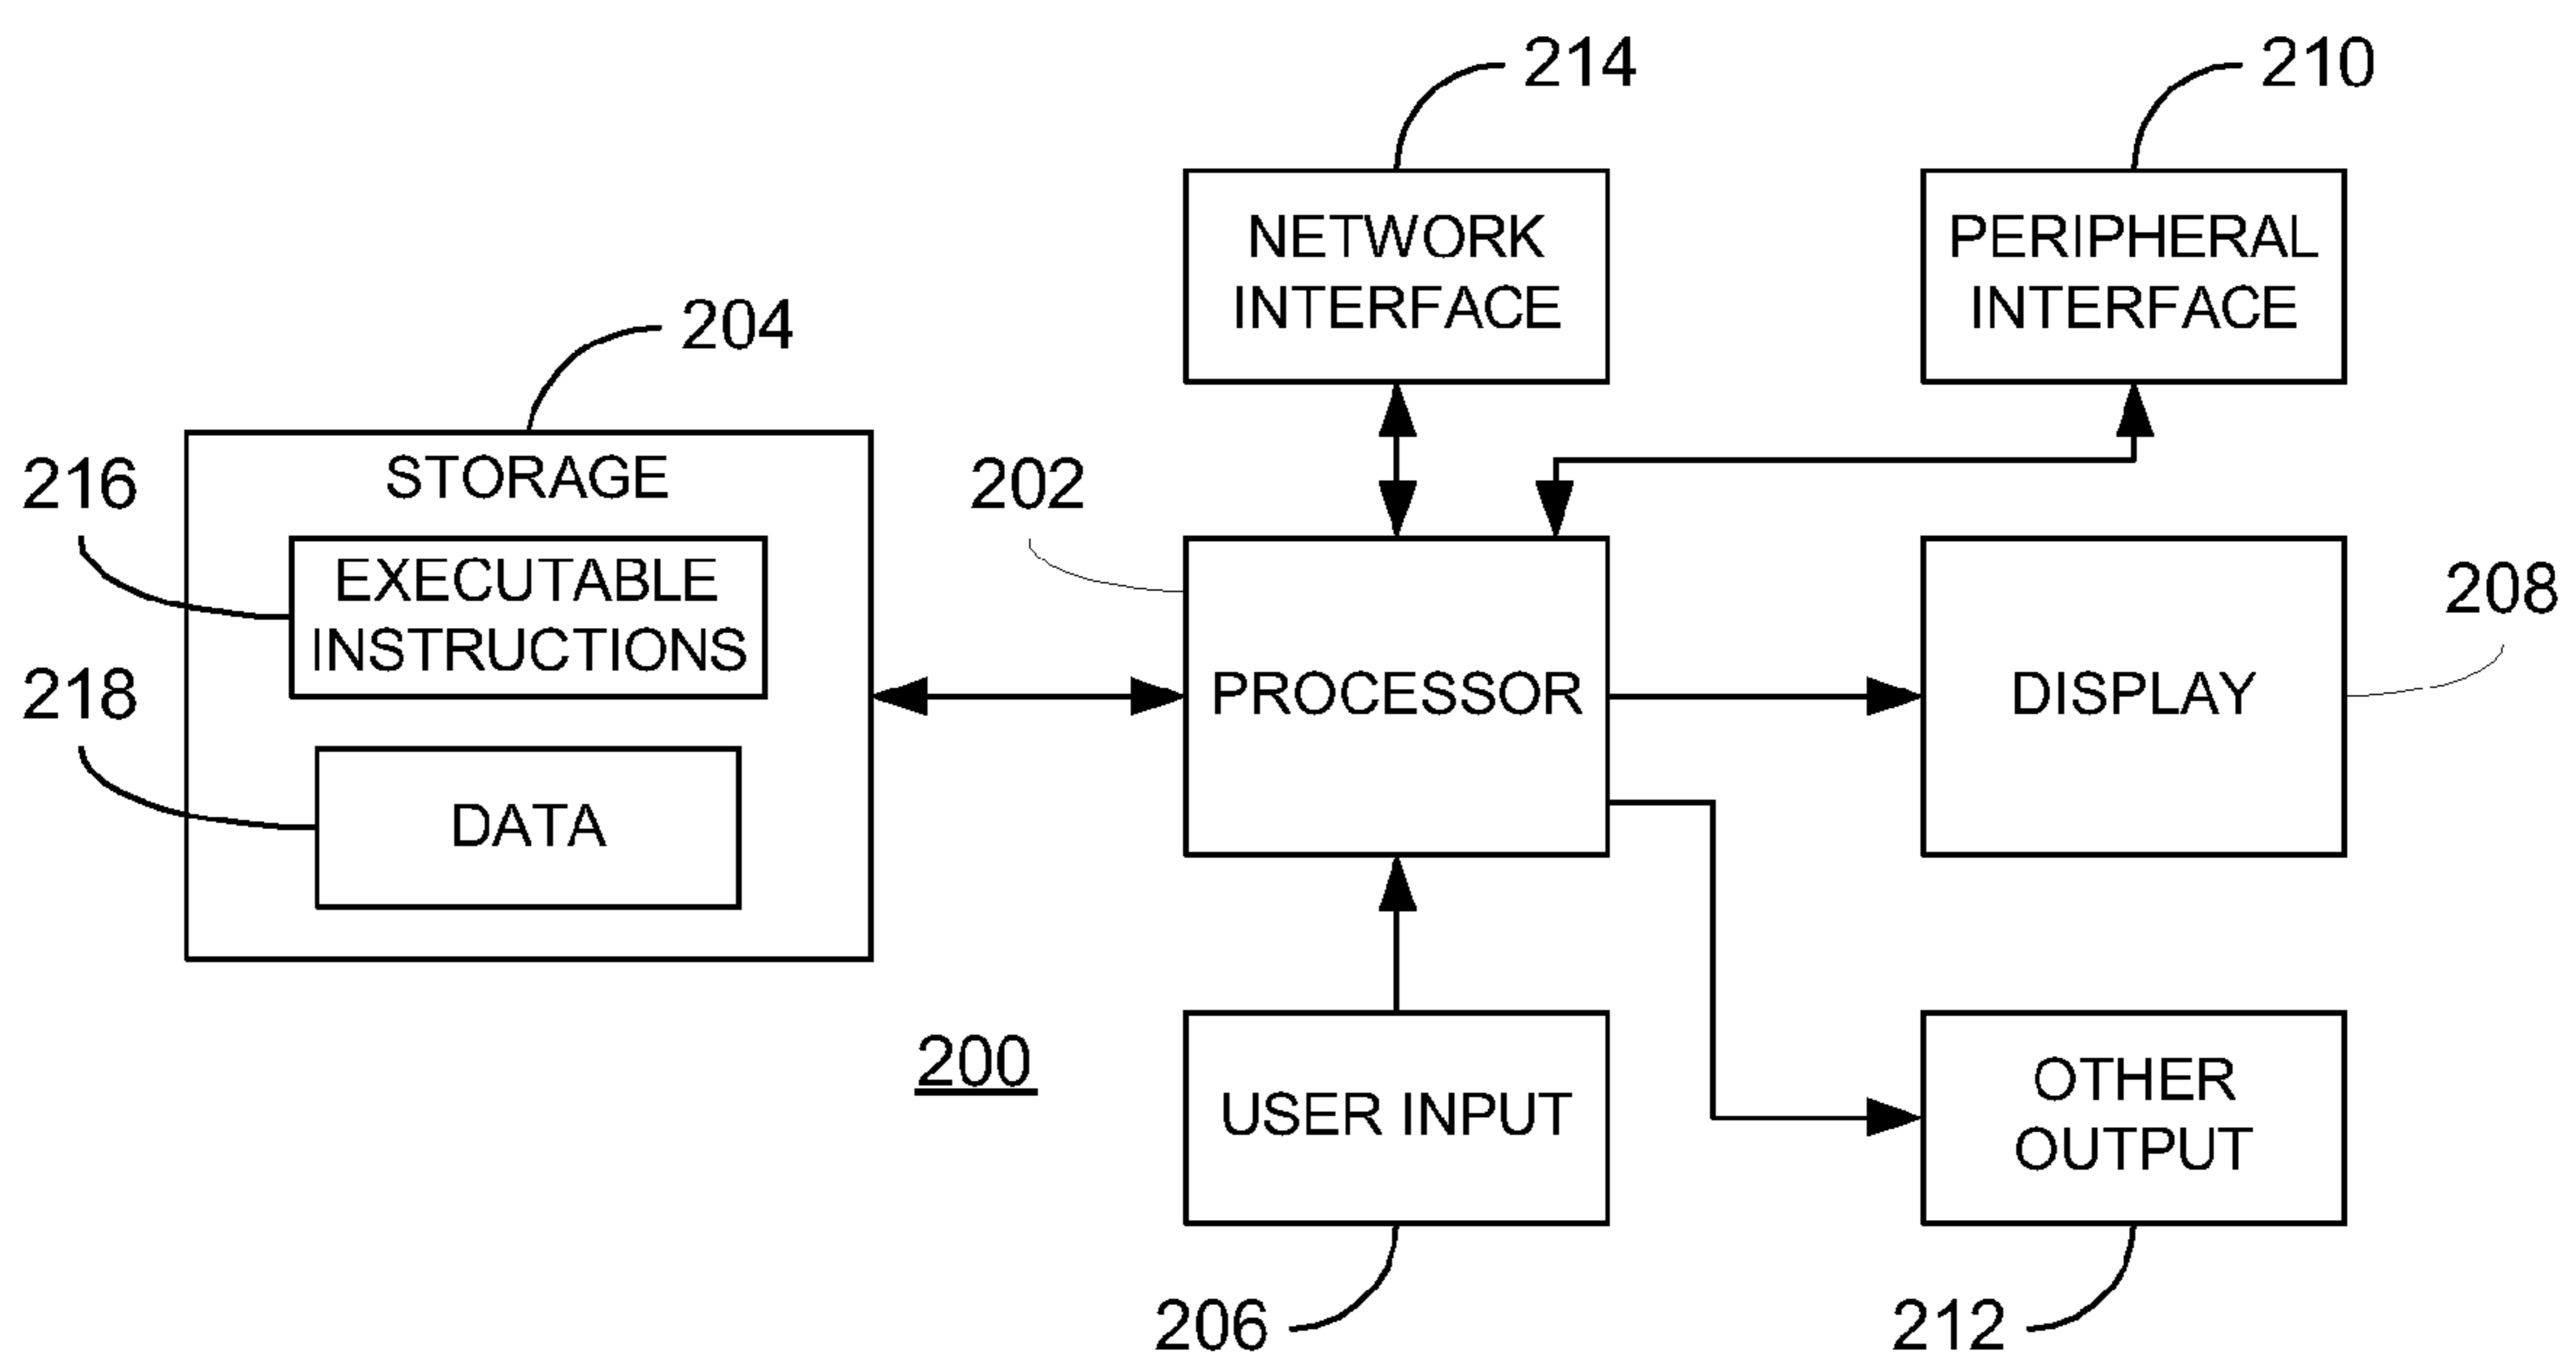 214
210
NETWORK
INTERFACE
PERIPHERAL
INTERFACE
204
STORAGE
216
EXECUTABLE
INSTRUCTIONS
218
DATA
202
PROCESSOR
DISPLAY
208
200
USER INPUT
OTHER
OUTPUT
206
212